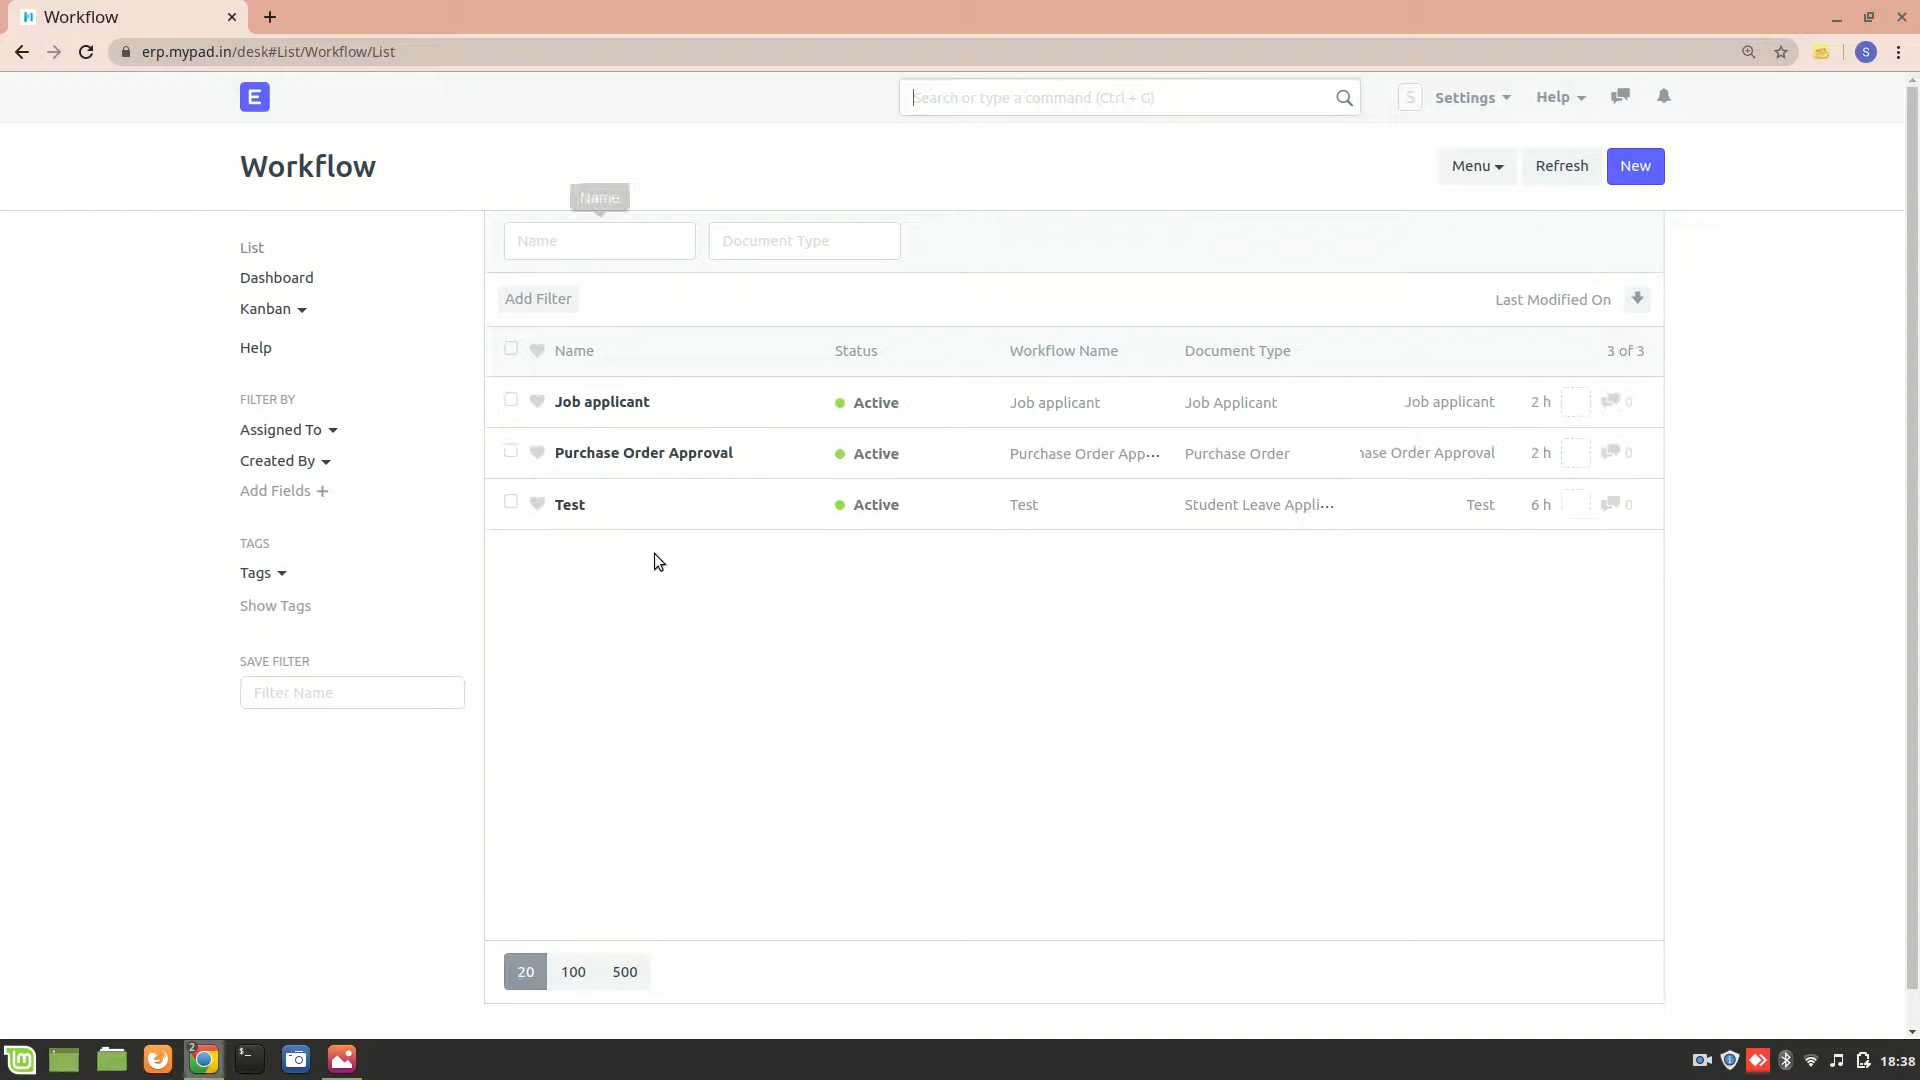 Workflow
erp.mypad.in/desk#List/Workflow/List
S
E
Search or type a command (Ctrl + G)
S
Settings
Help
Workflow
Menu
Refresh
New
Name
List
Name
Document Type
Dashboard
Kanban
Add Filter
Last Modified On
Help
Name
Status
Workflow Name
Document Type
3 of 3
FILTER BY
Job applicant
Active
Job applicant
Job Applicant
Job applicant
2 h
0
Assigned To
Purchase Order Approval
Active
Purchase Order App...
Purchase Order
hase Order Approval
2 h
0
Created By
Add Fields +
Test
Active
Test
Student Leave Appli...
Test
6 h
0
TAGS
Tags
Show Tags
SAVE FILTER
Filter Name
20
100
500
2
18:38